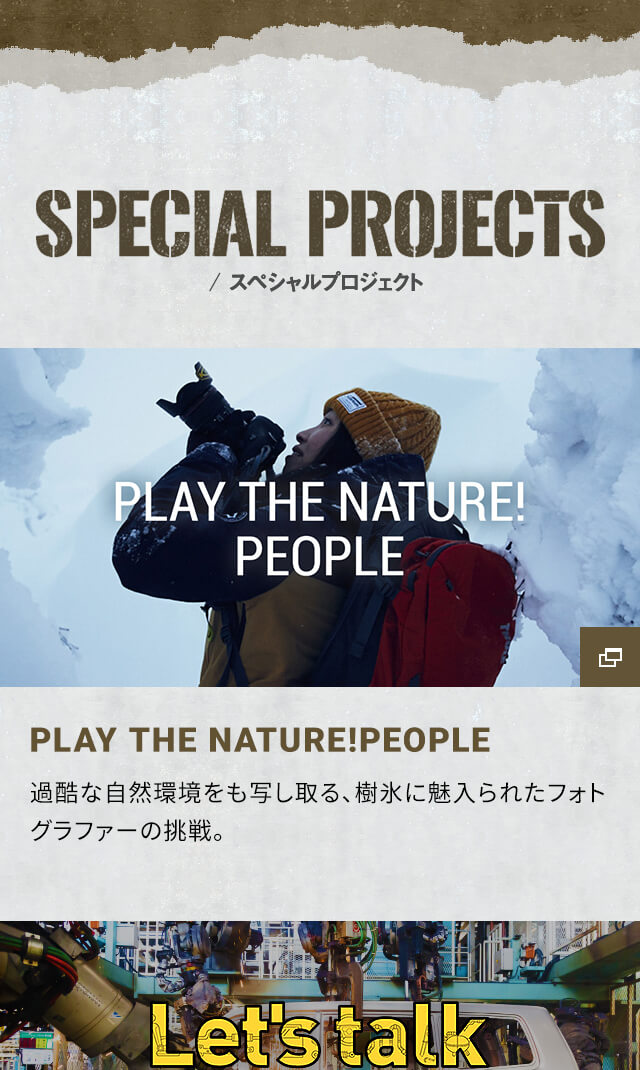 SPECIAL PROJECTS
/ スペシャルプロジェクト
PLAY THE NATURE!
PEOPLE
PLAY THE NATURE!PEOPLE
過酷な自然環境をも写し取る、樹氷に魅入られたフォト
グラファーの挑戦。
Let's talk